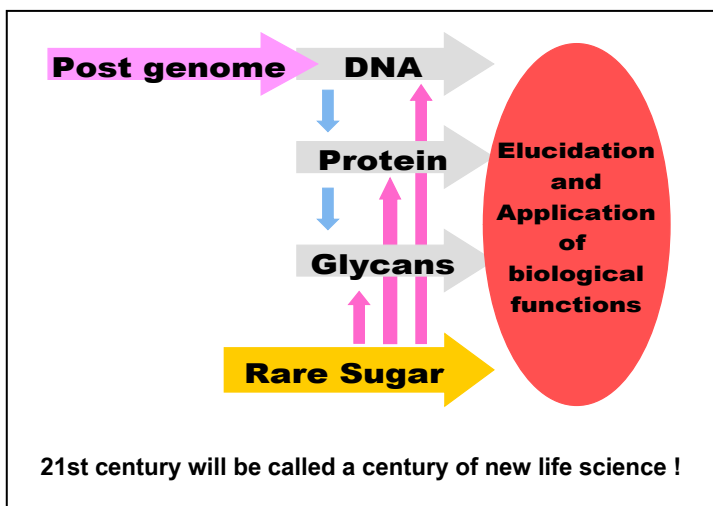 Post genome
DNA
Protein
Glycans
Rare Sugar
Elucidation
and
Application
of
biological
functions
21st century will be called a century of new life science !